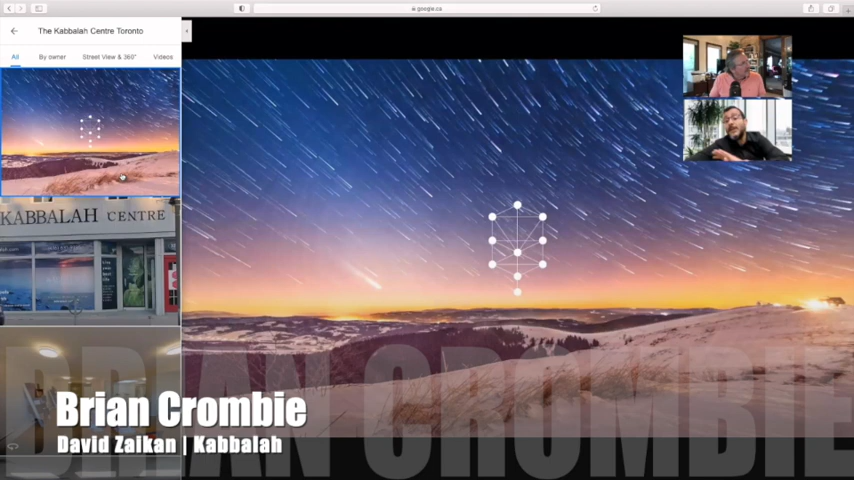 google.ca
The Kabbalah Centre Toronto
All By owner Street View & 360° Videos
KABBALAH CENTRE
BRIAN CROMBIE
Brian Crombie
David Zaikan | Kabbalah